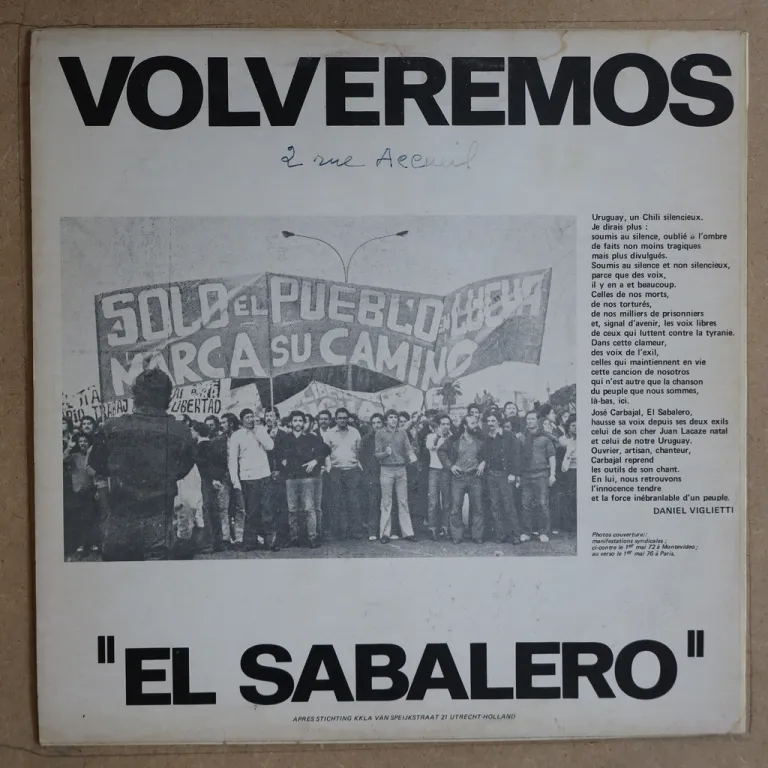 VOLVEREMOS
2 rue Accueil
SOLO EL PUEBLO
LUCHA
MARCA SU CAMINO
LIBERTAD
Uruguay, un Chili silencieux.
Je dirais plus :
soumis au silence, oublié à l'ombre
de faits non moins tragiques
mais plus divulgués.
Soumis au silence et non silencieux,
parce que des voix,
il y en a et beaucoup.
Celles de nos morts,
de nos torturés,
de nos milliers de prisonniers
et, signal d'avenir, les voix libres
de ceux qui luttent contre la tyranie.
Dans cette clameur,
des voix de l'exil,
celles qui maintiennent en vie
cette cancion de nosotros
qui n'est autre que la chanson
du peuple que nous sommes,
là-bas, ici.
José Carbajal, El Sabalero,
hausse sa voix depuis ses deux exils
celui de son cher Juan Lacaze natal
et celui de notre Uruguay.
Ouvrier, artisan, chanteur,
Carbajal reprend
les outils de son chant.
En lui, nous retrouvons
l'innocence tendre
et la force inébranlable d'un peuple.
DANIEL VIGLIETTI
Photos couverture :
manifestations syndicales ;
ci-contre le 1er mai 72 à Montevideo ;
au verso le 1er mai 76 à Paris.
"EL SABALERO"
APRES STICHTING KKLA VAN SPEIJKSTRAAT 21 UTRECHT-HOLLAND